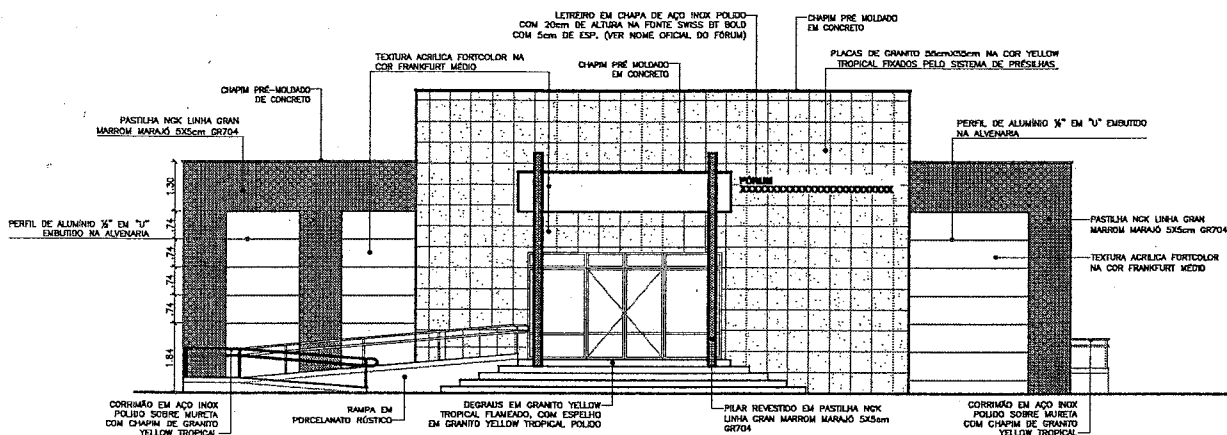 LETREIRO EM CHAPA DE AÇO INOX POLIDO
COM 20cm DE ALTURA NA FONTE SWISS BT BOLD
COM 5cm DE ESP. (VER NOME OFICIAL DO FÓRUM)
CHAPIM PRÉ MOLDADO
EM CONCRETO
TEXTURA ACRILICA FORTCOLOR NA
COR FRANKFURT MÉDIO
CHAPIM PRÉ MOLDADO
EM CONCRETO
PLACAS DE GRANITO 55cmX55cm NA COR YELLOW
TROPICAL FIXADOS PELO SISTEMA DE PRÉSILHAS
CHAPIM PRÉ-MOLDADO
DE CONCRETO
PASTILHA NGK LINHA GRAN
MARROM MARAJÓ 5X5cm GR704
PERFIL DE ALUMÍNIO ½" EM "U" EMBUTIDO
NA ALVENARIA
1.30
FÓRUM
XXXXXXXXXXXXXXXXXXXXXXXXXXX
PERFIL DE ALUMÍNIO ½" EM "U"
EMBUTIDO NA ALVENARIA
.74
.74
.74
.74
1.84
PASTILHA NGK LINHA GRAN
MARROM MARAJÓ 5X5cm GR704
TEXTURA ACRILICA FORTCOLOR
NA COR FRANKFURT MÉDIO
CORRIMÃO EM AÇO INOX
POLIDO SOBRE MURETA
COM CHAPIM DE GRANITO
YELLOW TROPICAL
RAMPA EM
PORCELANATO RÚSTICO
DEGRAUS EM GRANITO YELLOW
TROPICAL FLAMEADO, COM ESPELHO
EM GRANITO YELLOW TROPICAL POLIDO
PILAR REVESTIDO EM PASTILHA NGK
LINHA GRAN MARROM MARAJÓ 5X5cm
GR704
CORRIMÃO EM AÇO INOX
POLIDO SOBRE MURETA
COM CHAPIM DE GRANITO
YELLOW TROPICAL